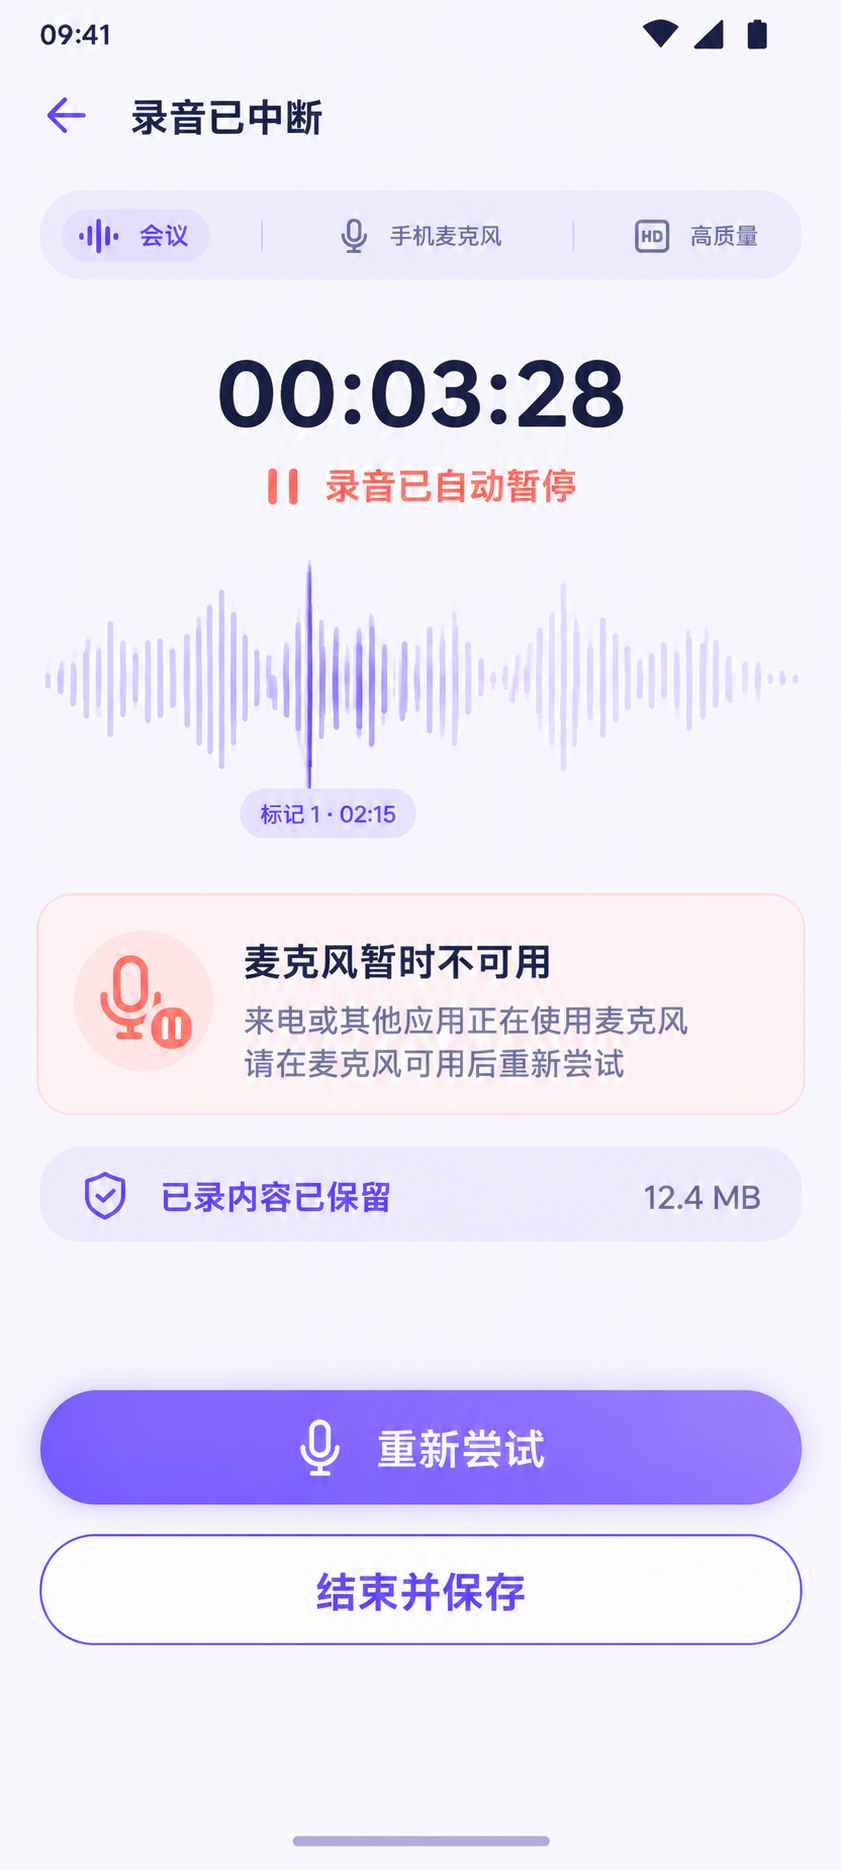 09:41
录音已中断
会议
手机麦克风
HD 高质量
00:03:28
录音已自动暂停
标记 1 · 02:15
麦克风暂时不可用
来电或其他应用正在使用麦克风
请在麦克风可用后重新尝试
已录内容已保留
12.4 MB
重新尝试
结束并保存